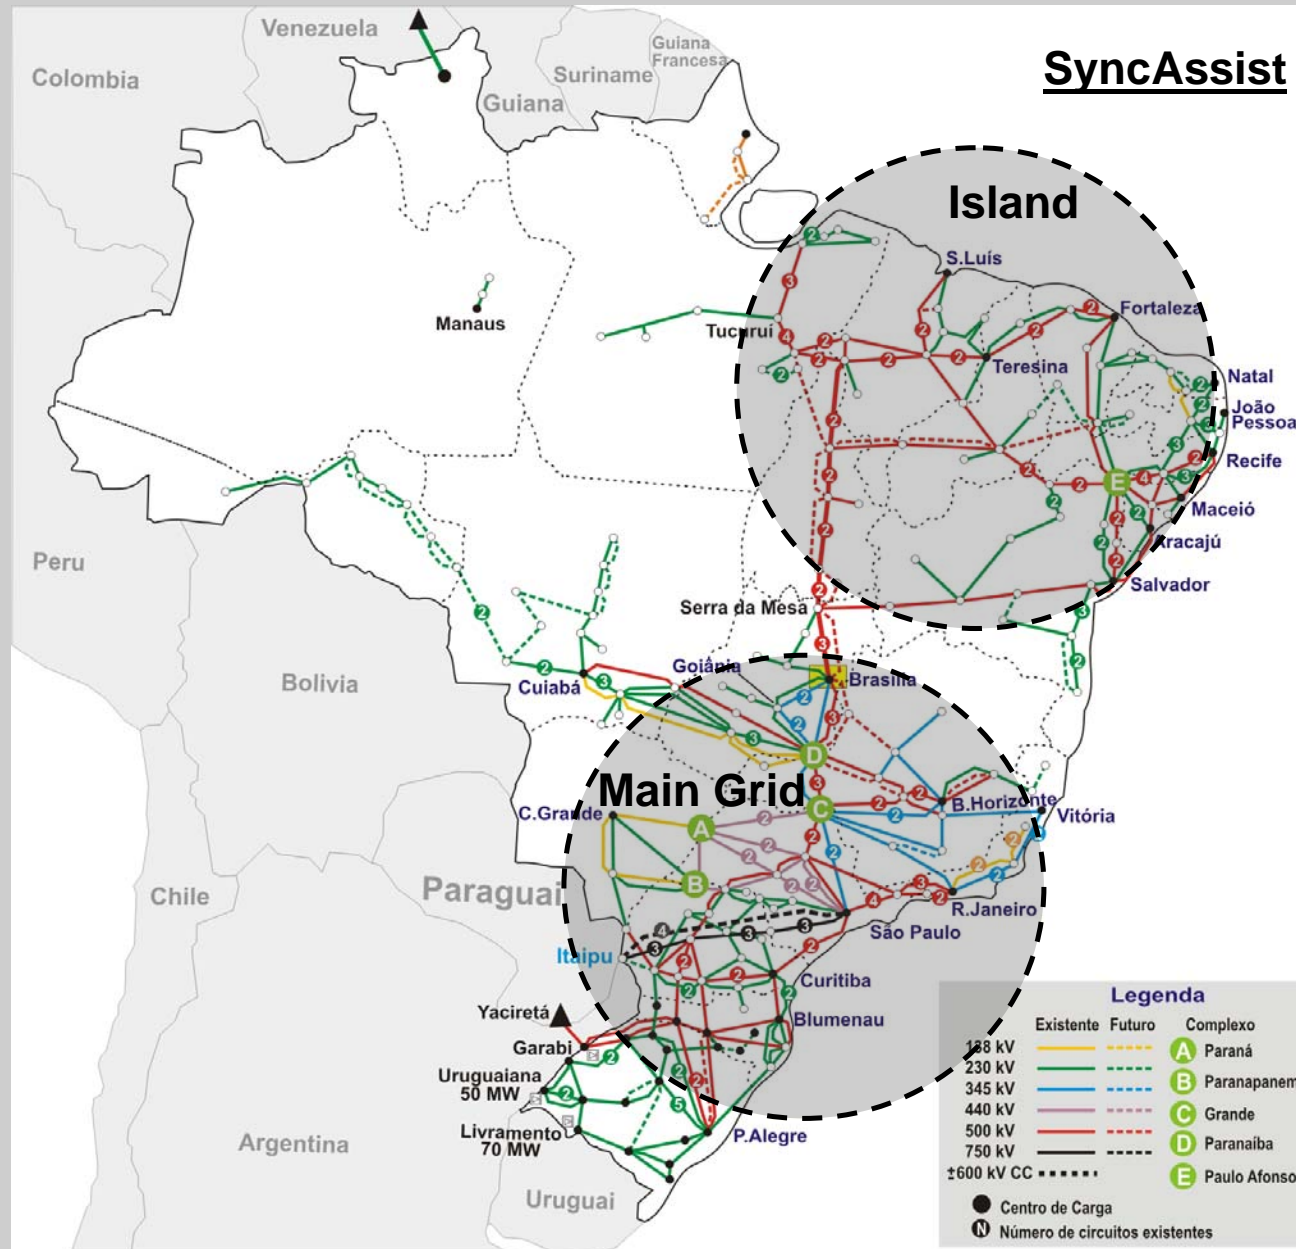 SyncAssist
Venezuela
Colombia
Guiana
Francesa
Suriname
Guiana
Island
S.Luís
Manaus
Tucuruí
Fortaleza
Teresina
Natal
João
Pessoa
Recife
E
Maceió
Aracajú
Salvador
Peru
Serra da Mesa
Bolivia
Cuiabá
Goiânia
Brasília
D
Main Grid
C.Grande
A
C
B.Horizonte
Vitória
B
Chile
Paraguai
R.Janeiro
São Paulo
Itaipu
Curitiba
Yaciretá
Blumenau
Garabi
Uruguaiana
50 MW
Livramento
70 MW
P.Alegre
Argentina
Uruguai
Legenda
Existente Futuro Complexo
138 kV A Paraná
230 kV
345 kV B Paranapanem
440 kV C Grande
500 kV D Paranaíba
750 kV
±600 kV CC E Paulo Afonso
Centro de Carga
N Número de circuitos existentes